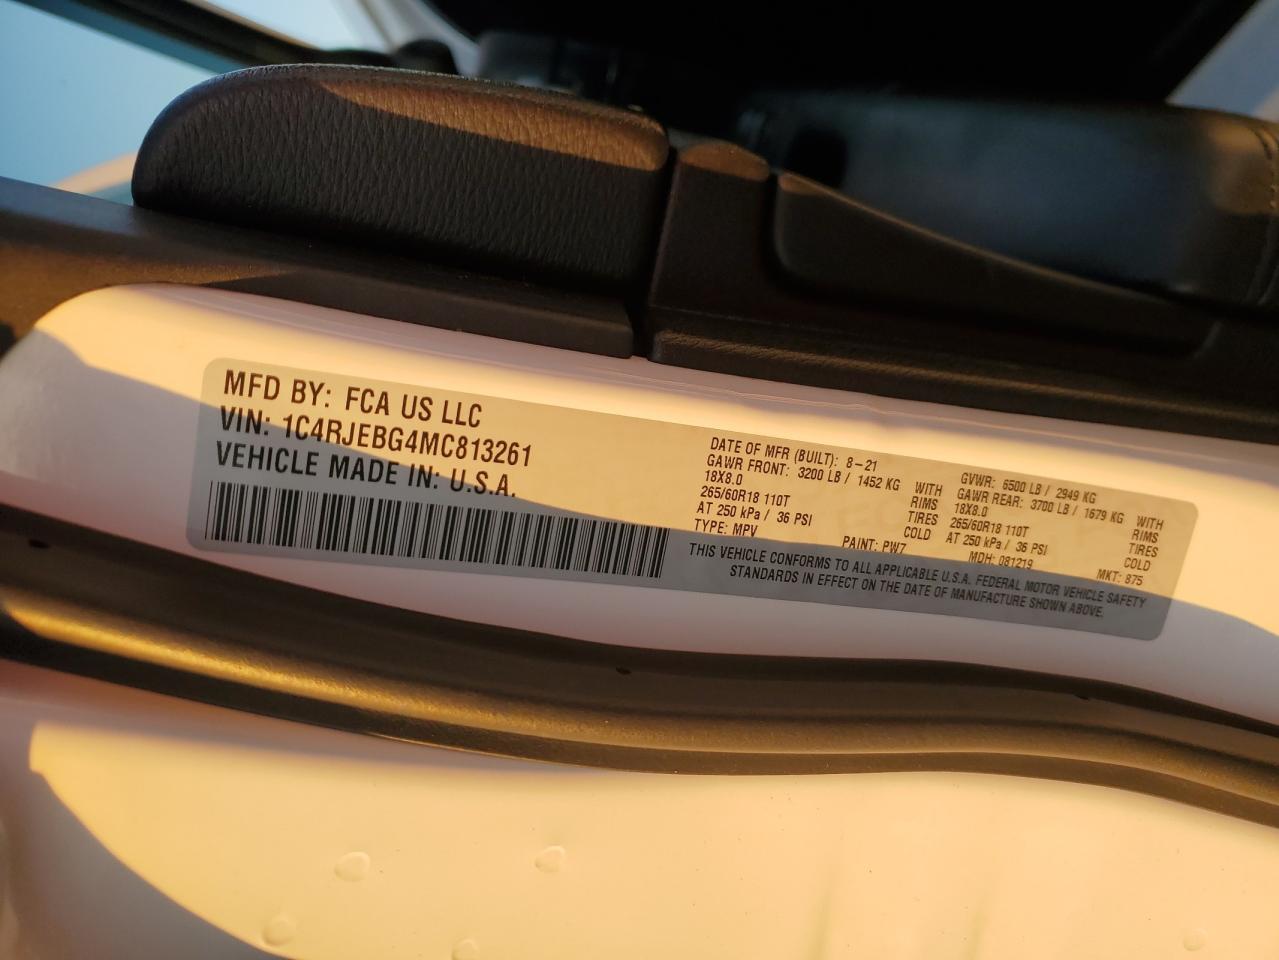 MFD BY: FCA US LLC
VIN: 1C4RJEBG4MC813261
VEHICLE MADE IN: U.S.A.
DATE OF MFR (BUILT): 8-21
GAWR FRONT: 3200 LB / 1452 KG WITH
18X8.0 RIMS
265/60R18 110T TIRES
AT 250 kPa / 36 PSI COLD
TYPE: MPV PAINT: PW7
GVWR: 6500 LB / 2949 KG
GAWR REAR: 3700 LB / 1679 KG WITH
18X8.0 RIMS
265/60R18 110T TIRES
AT 250 kPa / 36 PSI COLD
MDH: 081219 MKT: 875
THIS VEHICLE CONFORMS TO ALL APPLICABLE U.S.A. FEDERAL MOTOR VEHICLE SAFETY
STANDARDS IN EFFECT ON THE DATE OF MANUFACTURE SHOWN ABOVE.